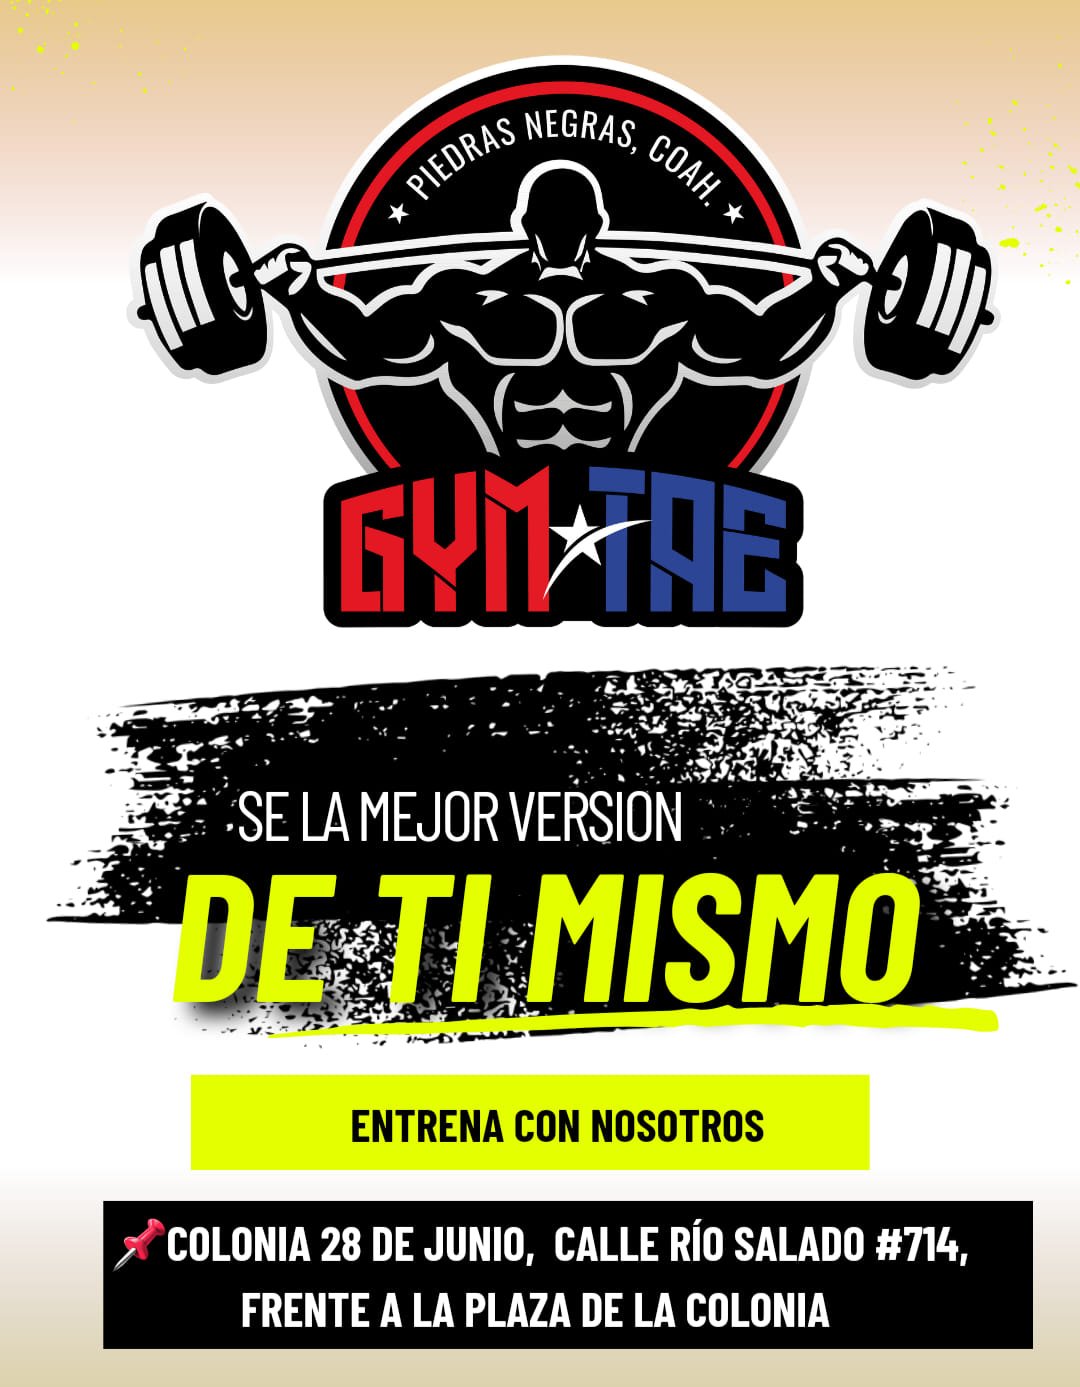 PIEDRAS NEGRAS, COAH.
GYM TAE
SE LA MEJOR VERSION
DE TI MISMO
ENTRENA CON NOSOTROS
📌COLONIA 28 DE JUNIO, CALLE RÍO SALADO #714,
FRENTE A LA PLAZA DE LA COLONIA